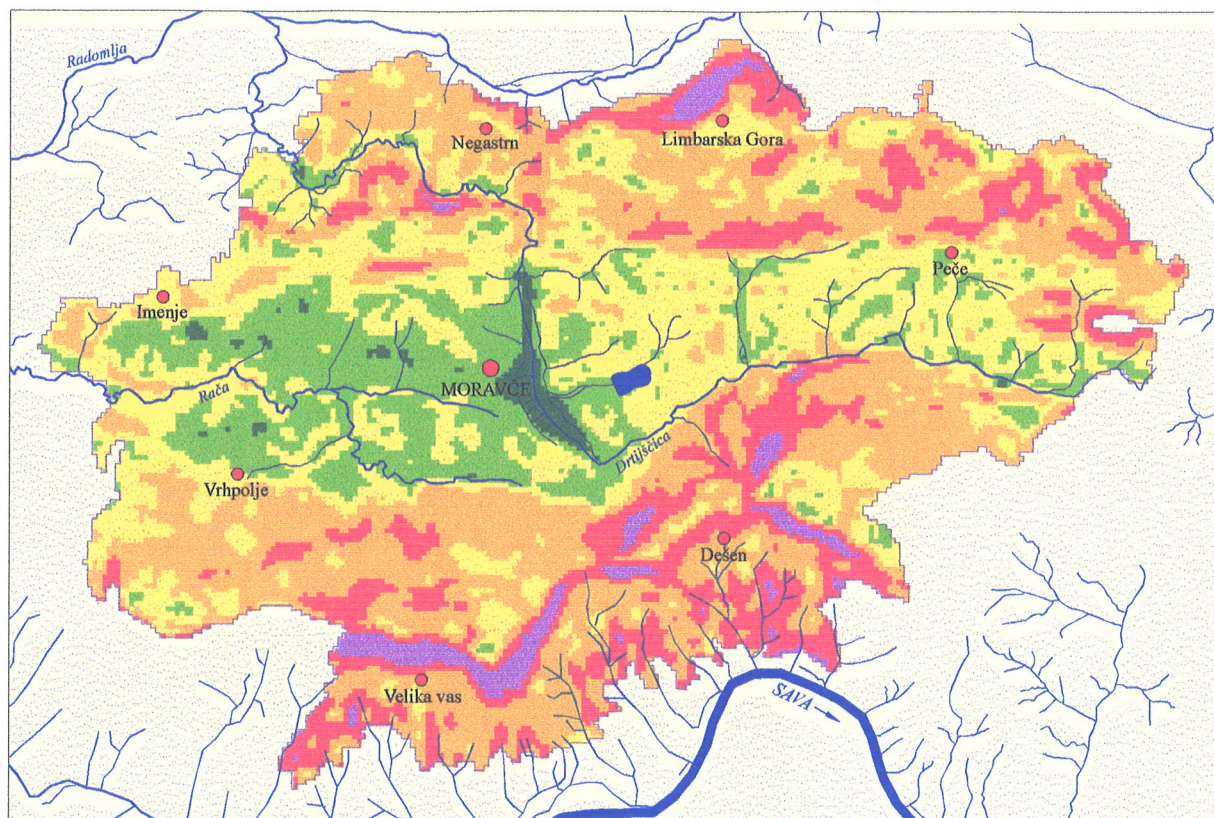 Radomlja
Negastrn
Limbarska Gora
Peče
Imenje
MORAVČE
Rača
Drtijščica
Vrhpolje
Dešen
Velika vas
SAVA